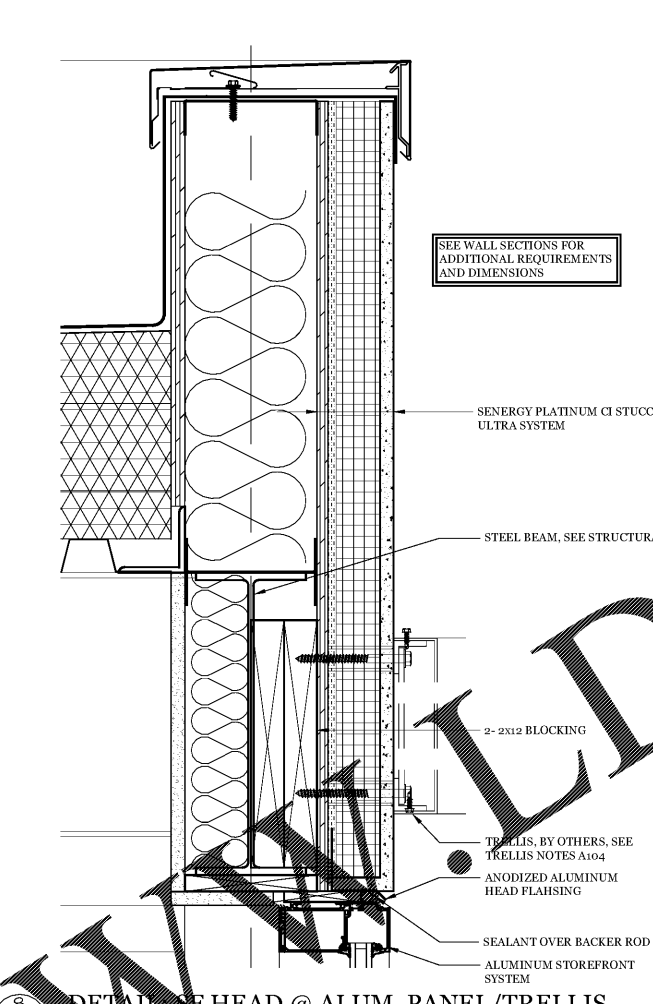 SEE WALL SECTIONS FOR
ADDITIONAL REQUIREMENTS
AND DIMENSIONS
SENERGY PLATINUM CI STUCC
ULTRA SYSTEM
STEEL BEAM, SEE STRUCTURA
2- 2X12 BLOCKING
TRELLIS, BY OTHERS, SEE
TRELLIS NOTES A104
ANODIZED ALUMINUM
HEAD FLAHSING
SEALANT OVER BACKER ROD
ALUMINUM STOREFRONT
SYSTEM
DETAIL: SF HEAD @ ALUM. PANEL/TRELLIS